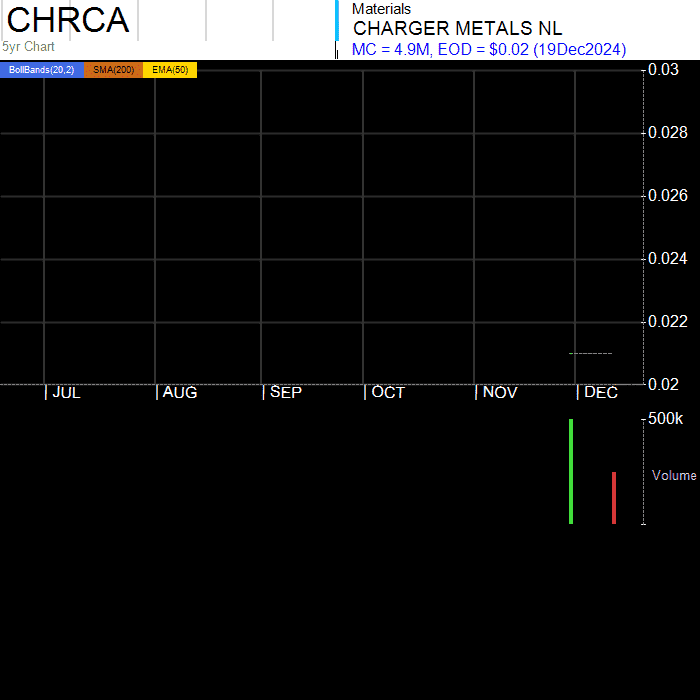 CHRCA
5yr Chart
Materials
CHARGER METALS NL
MC = 4.9M, EOD = $0.02 (19Dec2024)
BollBands(20,2) SMA(200) EMA(50)
0.03
0.028
0.026
0.024
0.022
0.02
| JUL | AUG | SEP | OCT | NOV | DEC
500k
Volume